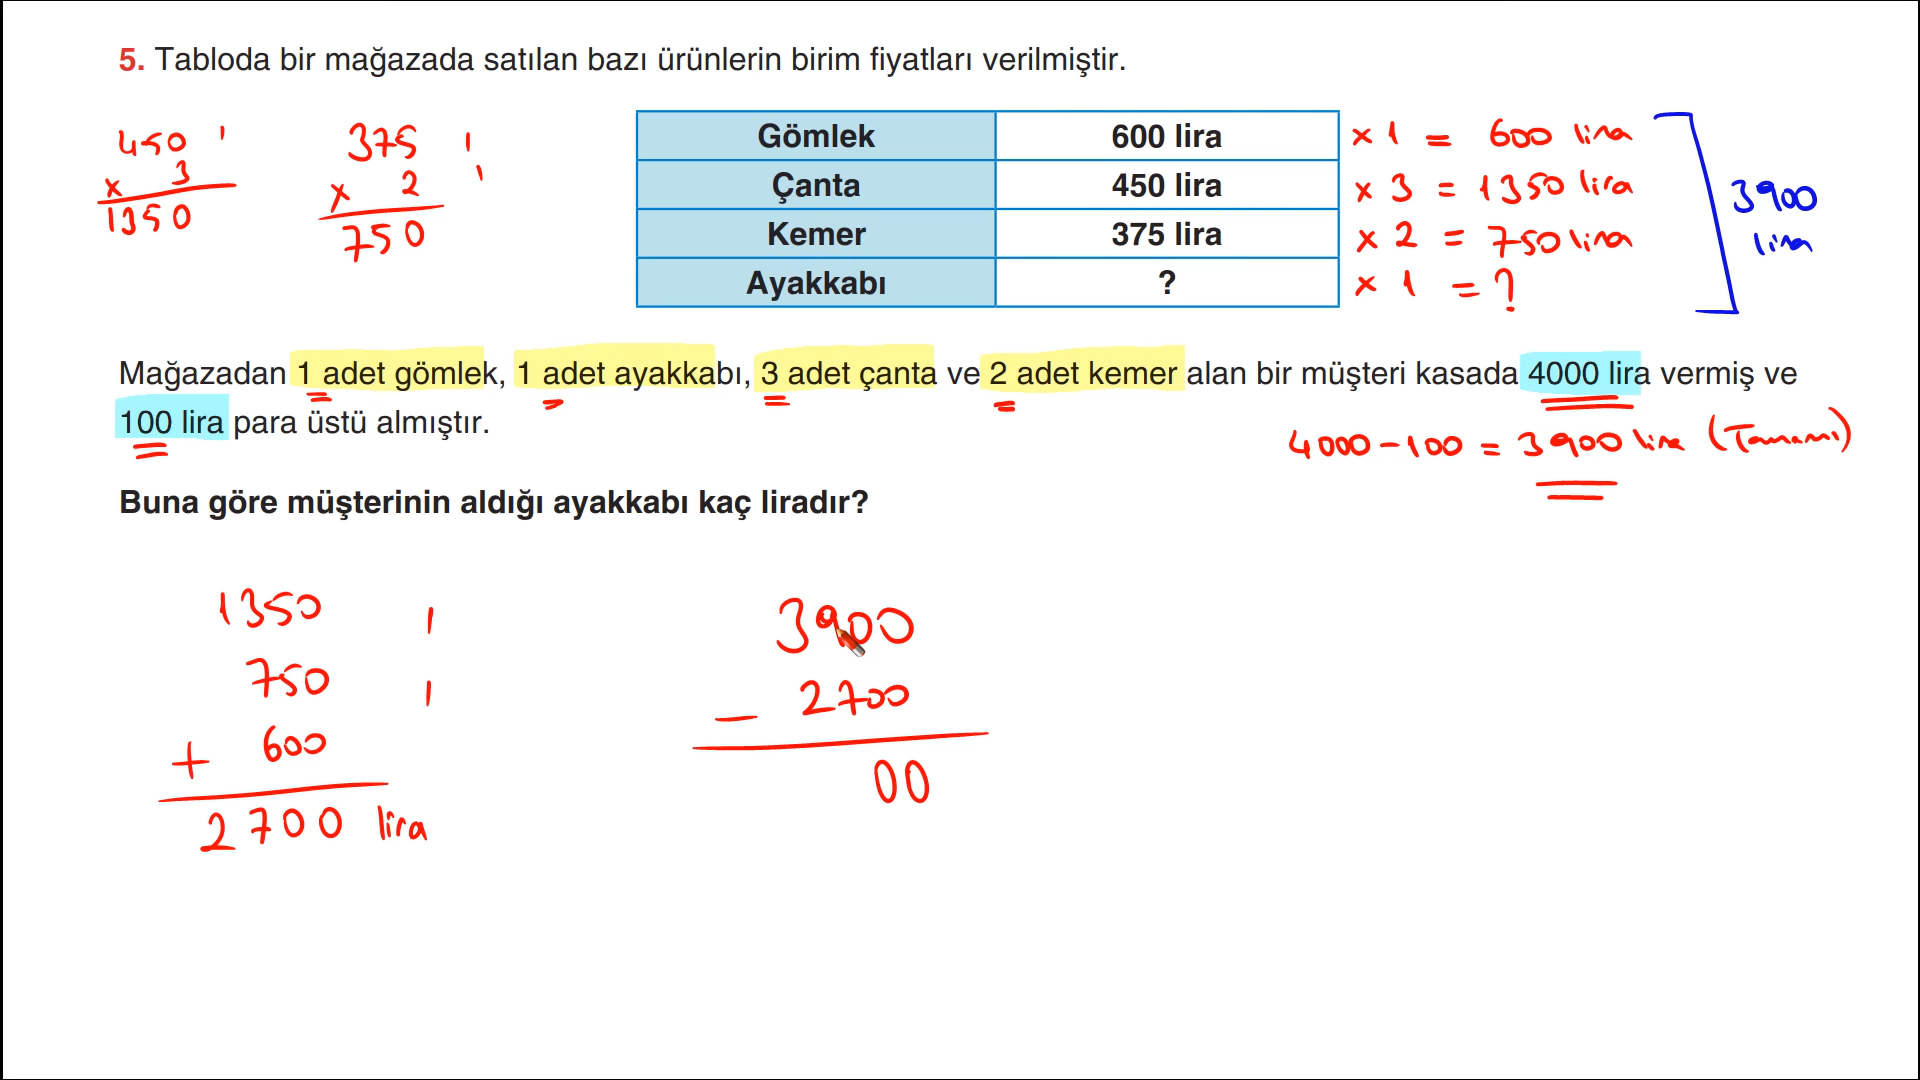 5. Tabloda bir mağazada satılan bazı ürünlerin birim fiyatları verilmiştir.
450
x 3
1350
375
x 2
750
Gömlek 600 lira x 1 = 600 lira
Çanta 450 lira x 3 = 1350 lira
Kemer 375 lira x 2 = 750 lira
Ayakkabı ? x 1 = ?
3900
lira
Mağazadan 1 adet gömlek, 1 adet ayakkabı, 3 adet çanta ve 2 adet kemer alan bir müşteri kasada 4000 lira vermiş ve
100 lira para üstü almıştır.
4000 - 100 = 3900 lira (Tamamı)
Buna göre müşterinin aldığı ayakkabı kaç liradır?
1350
750
+ 600
2700 lira
3900
- 2700
00